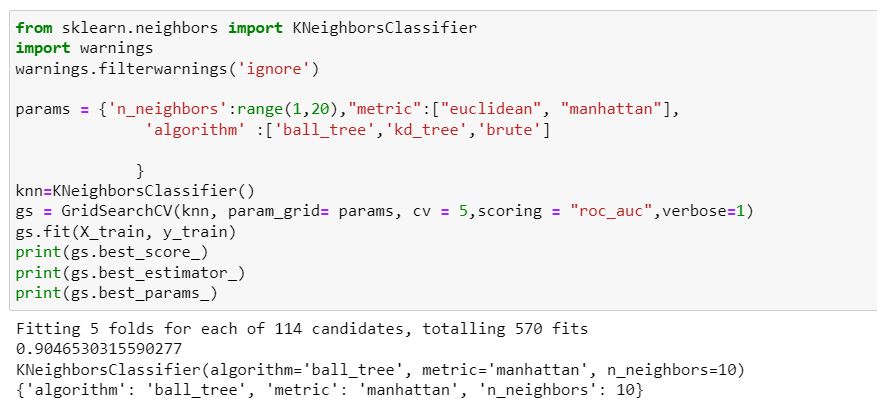 from sklearn.neighbors import KNeighborsClassifier
import warnings
warnings.filterwarnings('ignore')
params = {'n_neighbors':range(1,20),"metric":["euclidean", "manhattan"],
'algorithm' :['ball_tree','kd_tree','brute']
}
knn=KNeighborsClassifier()
gs = GridSearchCV(knn, param_grid= params, cv = 5,scoring = "roc_auc",verbose=1)
gs.fit(X_train, y_train)
print(gs.best_score_)
print(gs.best_estimator_)
print(gs.best_params_)
Fitting 5 folds for each of 114 candidates, totalling 570 fits
0.9046530315590277
KNeighborsClassifier(algorithm='ball_tree', metric='manhattan', n_neighbors=10)
{'algorithm': 'ball_tree', 'metric': 'manhattan', 'n_neighbors': 10}